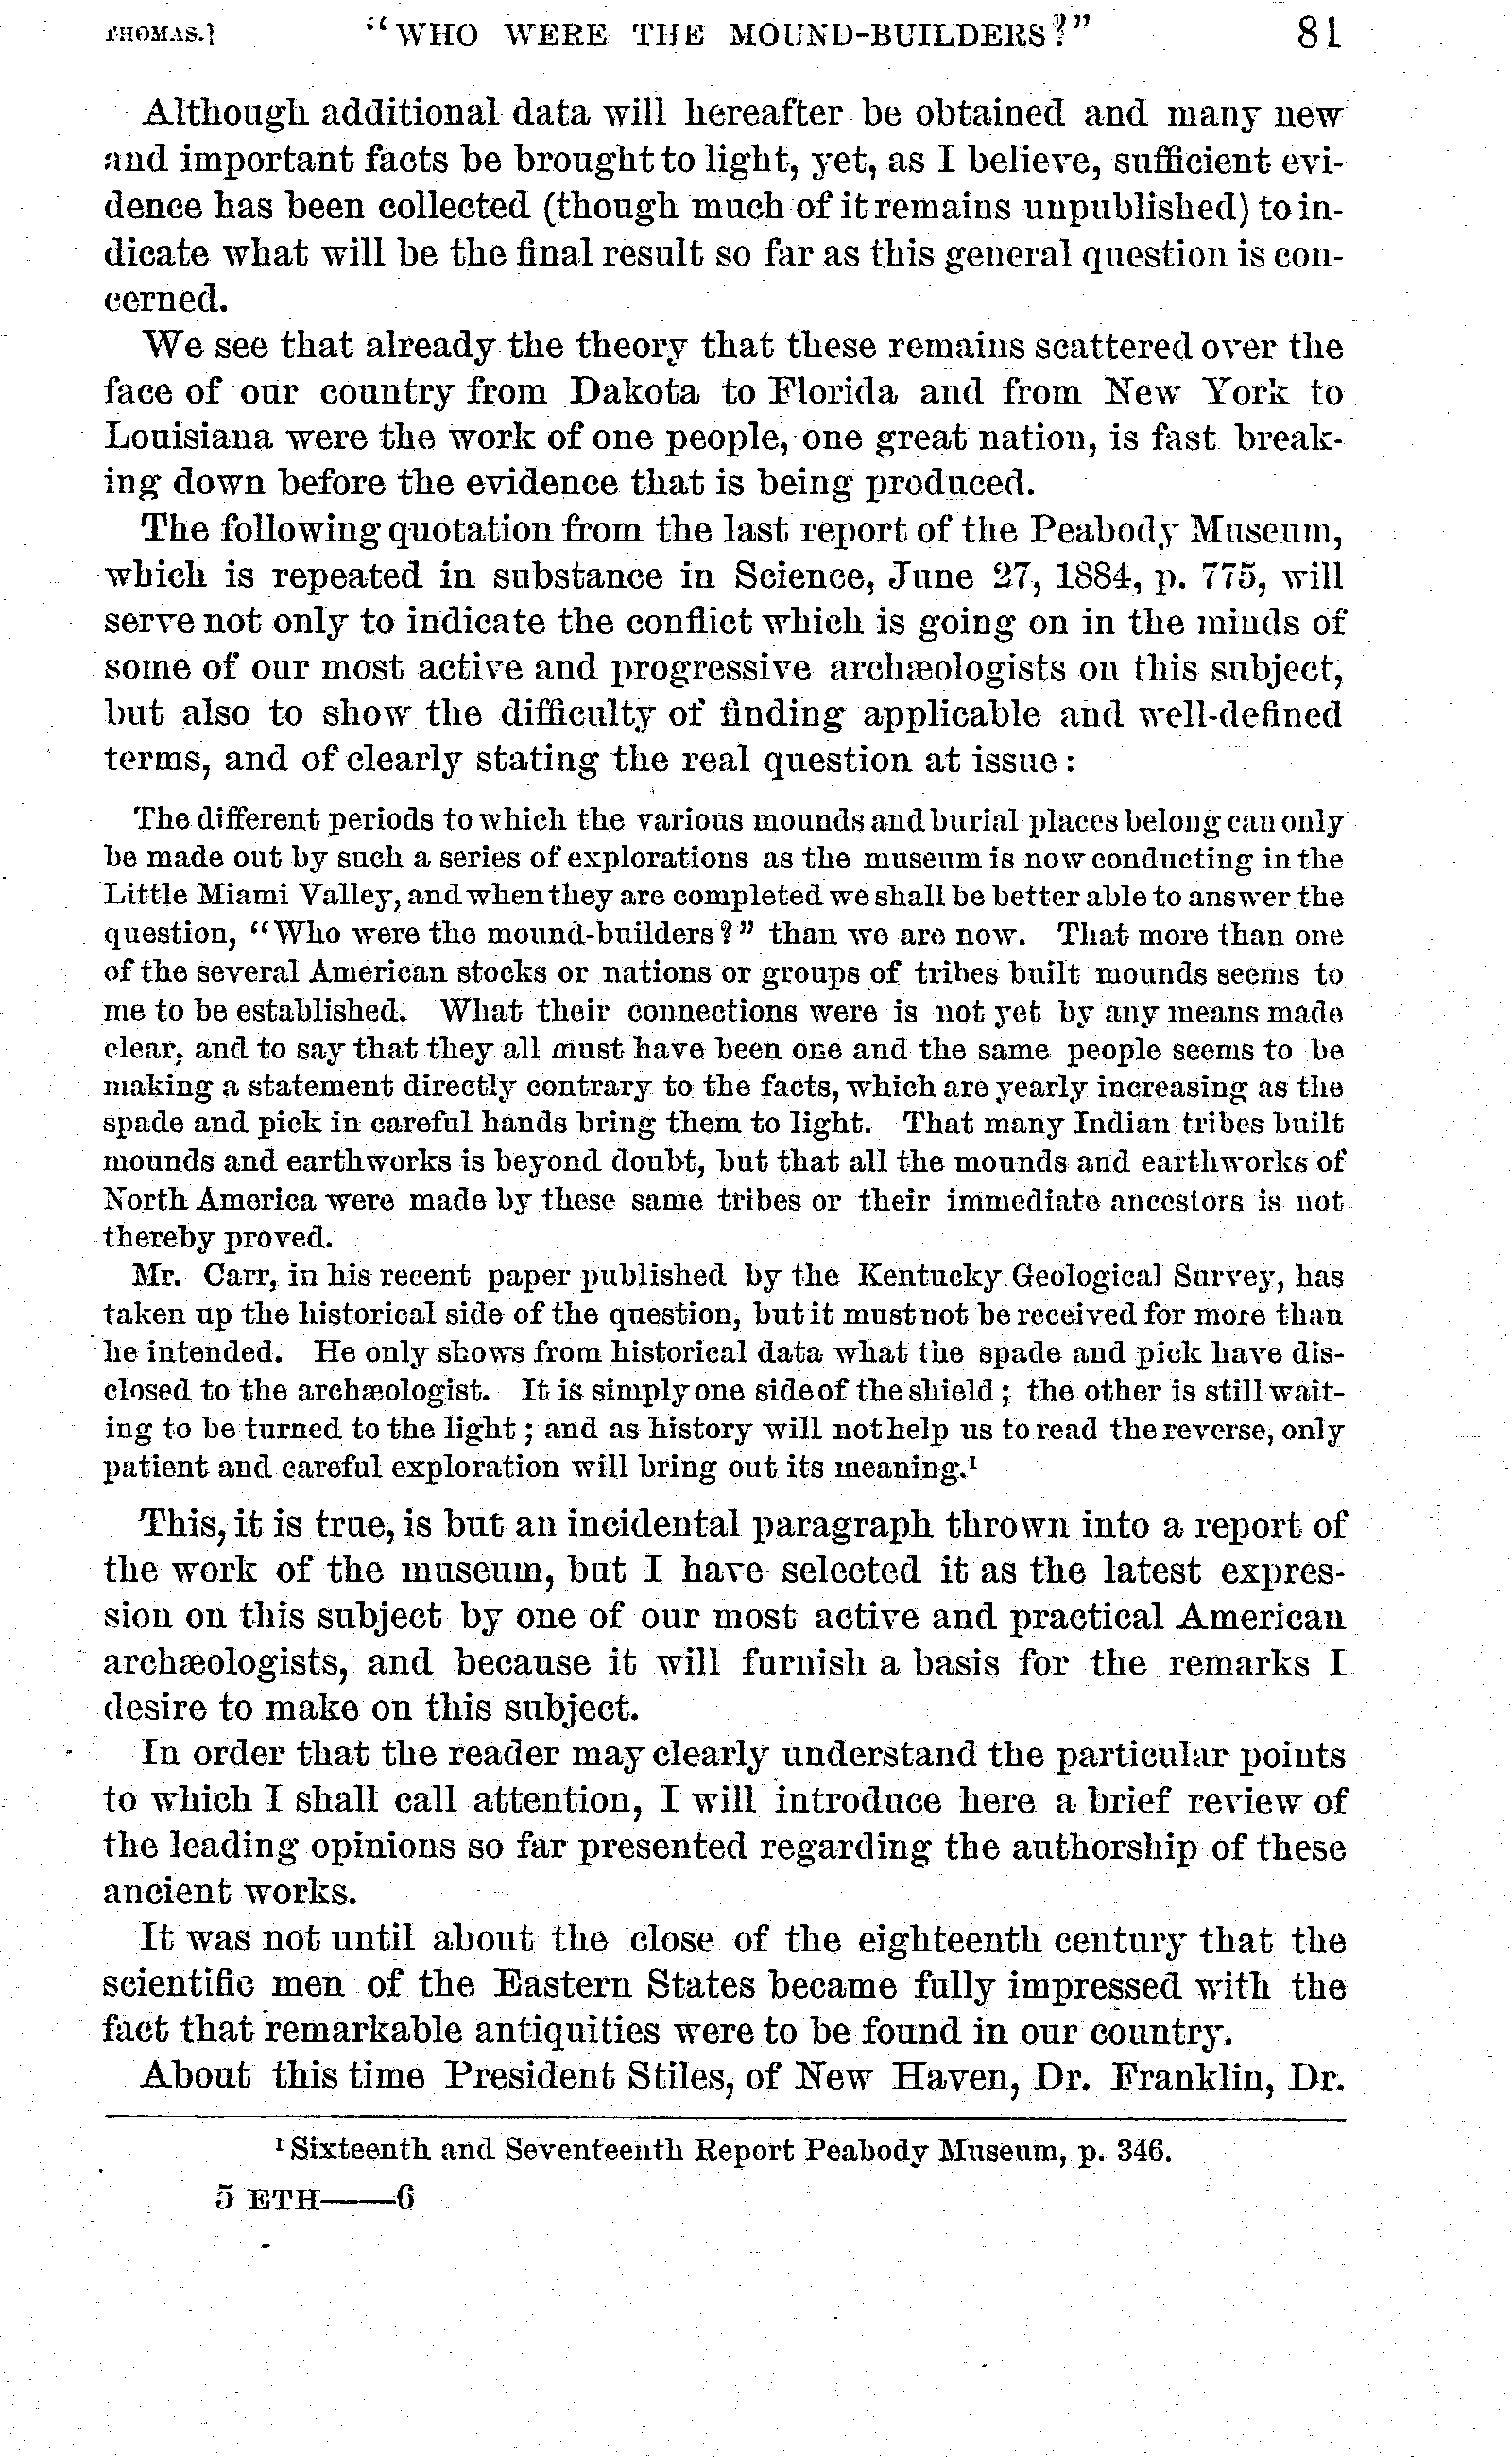 THOMAS.] "WHO WERE THE MOUND-BUILDERS?" 81
Although additional data will hereafter be obtained and many new
and important facts be brought to light, yet, as I believe, sufficient evi-
dence has been collected (though much of it remains unpublished) to in-
dicate what will be the final result so far as this general question is con-
cerned.
We see that already the theory that these remains scattered over the
face of our country from Dakota to Florida and from New York to
Louisiana were the work of one people, one great nation, is fast break-
ing down before the evidence that is being produced.
The following quotation from the last report of the Peabody Museum,
which is repeated in substance in Science, June 27, 1884, p. 775, will
serve not only to indicate the conflict which is going on in the minds of
some of our most active and progressive archæologists on this subject,
but also to show the difficulty of finding applicable and well-defined
terms, and of clearly stating the real question at issue:
The different periods to which the various mounds and burial places belong can only
be made out by such a series of explorations as the museum is now conducting in the
Little Miami Valley, and when they are completed we shall be better able to answer the
question, "Who were the mound-builders?" than we are now. That more than one
of the several American stocks or nations or groups of tribes built mounds seems to
me to be established. What their connections were is not yet by any means made
clear, and to say that they all must have been one and the same people seems to be
making a statement directly contrary to the facts, which are yearly increasing as the
spade and pick in careful hands bring them to light. That many Indian tribes built
mounds and earthworks is beyond doubt, but that all the mounds and earthworks of
North America were made by these same tribes or their immediate ancestors is not
thereby proved.
Mr. Carr, in his recent paper published by the Kentucky Geological Survey, has
taken up the historical side of the question, but it must not be received for more than
he intended. He only shows from historical data what the spade and pick have dis-
closed to the archæologist. It is simply one side of the shield; the other is still wait-
ing to be turned to the light; and as history will not help us to read the reverse, only
patient and careful exploration will bring out its meaning.¹
This, it is true, is but an incidental paragraph thrown into a report of
the work of the museum, but I have selected it as the latest expres-
sion on this subject by one of our most active and practical American
archæologists, and because it will furnish a basis for the remarks I
desire to make on this subject.
In order that the reader may clearly understand the particular points
to which I shall call attention, I will introduce here a brief review of
the leading opinions so far presented regarding the authorship of these
ancient works.
It was not until about the close of the eighteenth century that the
scientific men of the Eastern States became fully impressed with the
fact that remarkable antiquities were to be found in our country.
About this time President Stiles, of New Haven, Dr. Franklin, Dr.
¹ Sixteenth and Seventeenth Report Peabody Museum, p. 346.
5 ETH——6